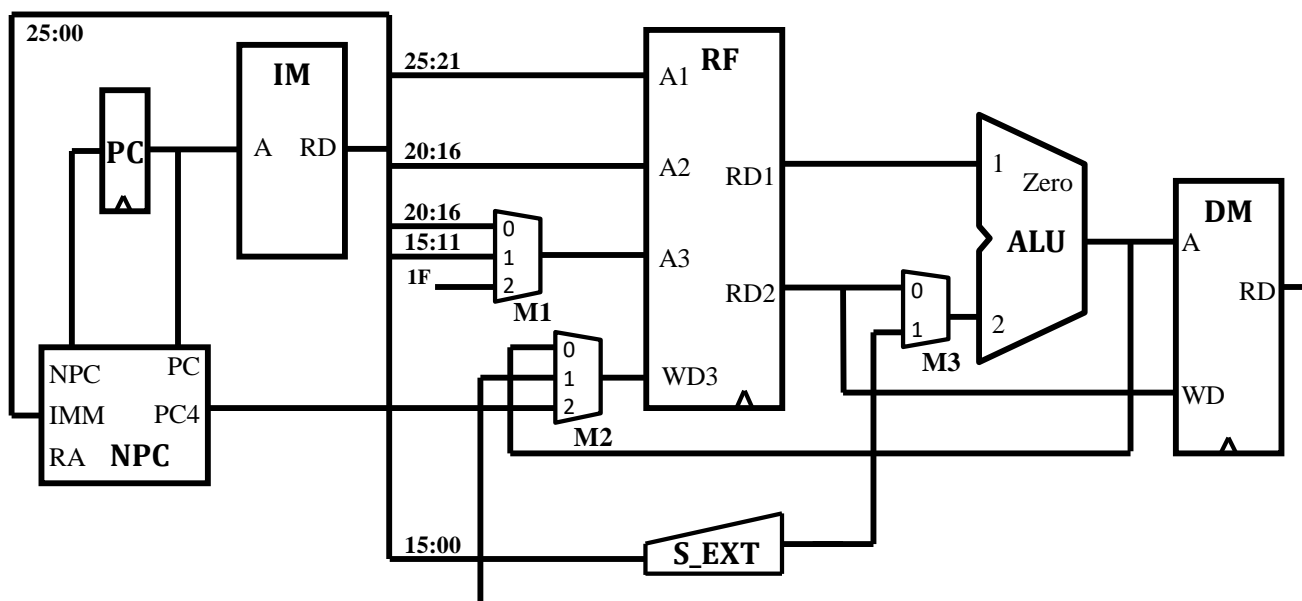 25:00
IM
A
RD
PC
25:21
20:16
20:16
15:11
1F
0
1
2
M1
RF
A1
A2
A3
WD3
RD1
RD2
0
1
2
M2
0
1
M3
1
Zero
ALU
2
DM
A
RD
WD
NPC
PC
IMM
PC4
RA
NPC
15:00
S_EXT